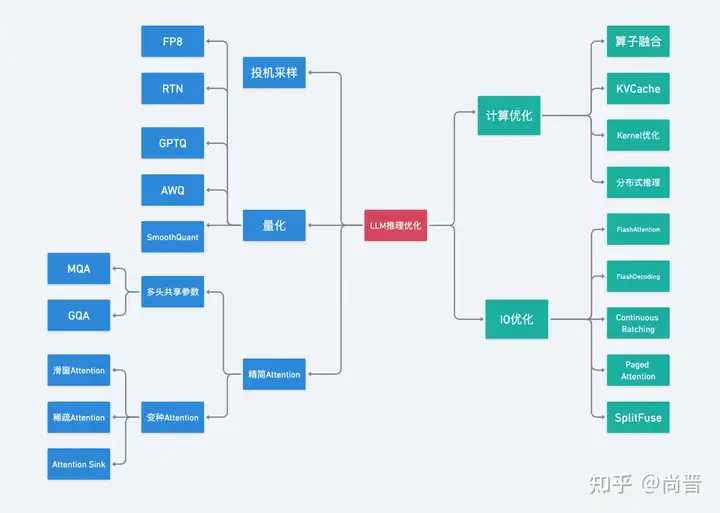 FP8
RTN
GPTQ
AWQ
SmoothQuant
投机采样
量化
MQA
GQA
多头共享参数
滑窗Attention
稀疏Attention
Attention Sink
变种Attention
精简Attention
LLM推理优化
计算优化
算子融合
KVCache
Kernel优化
分布式推理
IO优化
FlashAttention
FlashDecoding
Continuous
Batching
Paged
Attention
SplitFuse
知乎 @尚晋